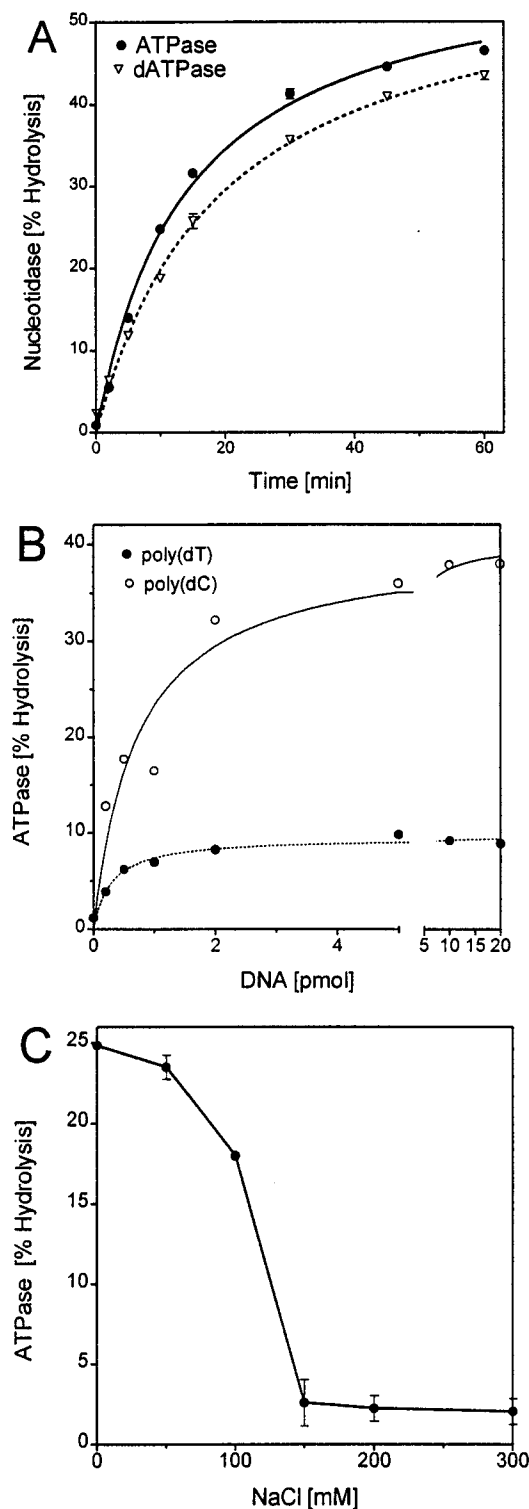 A
ATPase
dATPase
Nucleotidase [% Hydrolysis]
50
40
30
20
10
0
0 20 40 60
Time [min]
B
poly(dT)
poly(dC)
ATPase [% Hydrolysis]
40
30
20
10
0
0 2 4 5 10 15 20
DNA [pmol]
C
ATPase [% Hydrolysis]
25
20
15
10
5
0
0 100 200 300
NaCl [mM]